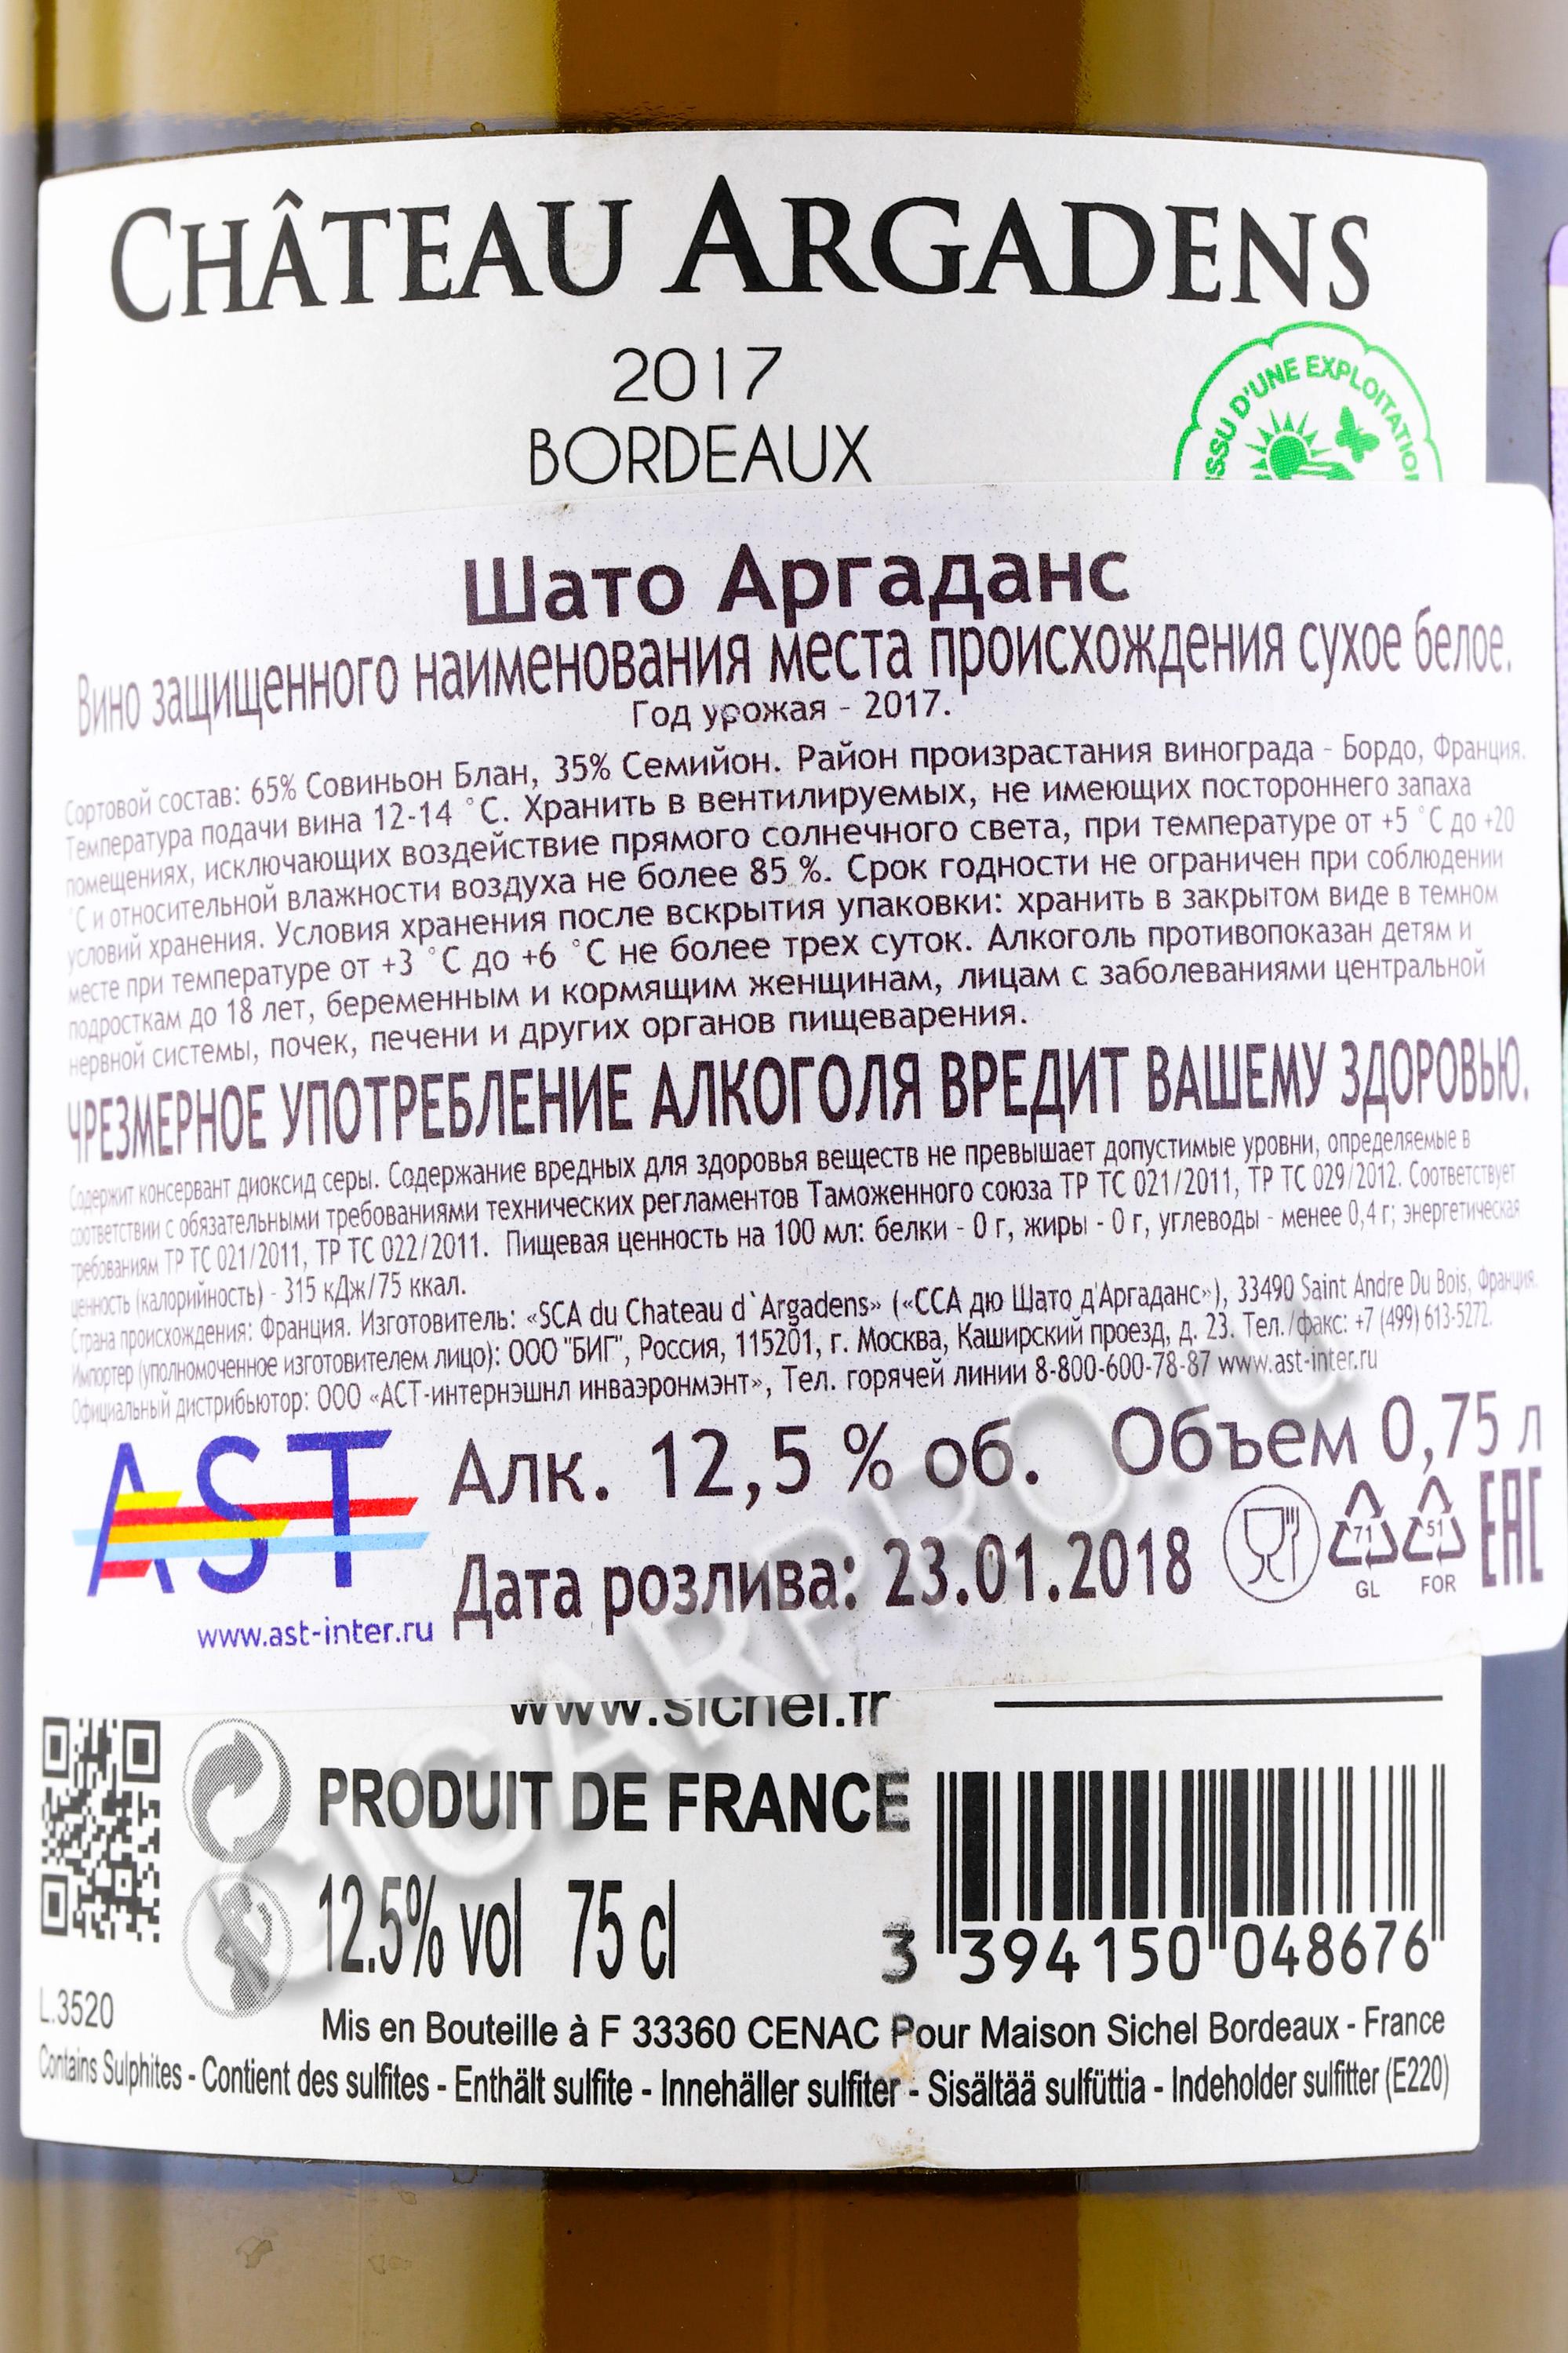 CHÂTEAU ARGADENS
2017
BORDEAUX
ISSU D'UNE EXPLOITATION
Шато Аргаданс
Вино защищенного наименования места происхождения сухое белое.
Год урожая - 2017.
Сортовой состав: 65% Совиньон Блан, 35% Семийон. Район произрастания винограда - Бордо, Франция.
Температура подачи вина 12-14 °С. Хранить в вентилируемых, не имеющих постороннего запаха
помещениях, исключающих воздействие прямого солнечного света, при температуре от +5 °С до +20
°С и относительной влажности воздуха не более 85 %. Срок годности не ограничен при соблюдении
условий хранения. Условия хранения после вскрытия упаковки: хранить в закрытом виде в темном
месте при температуре от +3 °С до +6 °С не более трех суток. Алкоголь противопоказан детям и
подросткам до 18 лет, беременным и кормящим женщинам, лицам с заболеваниями центральной
нервной системы, почек, печени и других органов пищеварения.
ЧРЕЗМЕРНОЕ УПОТРЕБЛЕНИЕ АЛКОГОЛЯ ВРЕДИТ ВАШЕМУ ЗДОРОВЬЮ.
Содержит консервант диоксид серы. Содержание вредных для здоровья веществ не превышает допустимые уровни, определяемые в
соответствии с обязательными требованиями технических регламентов Таможенного союза ТР ТС 021/2011, ТР ТС 029/2012. Соответствует
требованиям ТР ТС 021/2011, ТР ТС 022/2011. Пищевая ценность на 100 мл: белки - 0 г, жиры - 0 г, углеводы - менее 0,4 г; энергетическая
ценность (калорийность) - 315 кДж/75 ккал.
Страна происхождения: Франция. Изготовитель: «SCA du Chateau d`Argadens» («ССА дю Шато д'Аргаданс»), 33490 Saint Andre Du Bois, Франция.
Импортер (уполномоченное изготовителем лицо): ООО "БИГ", Россия, 115201, г. Москва, Каширский проезд, д. 23. Тел./факс: +7 (499) 613-5272.
Официальный дистрибьютор: ООО «АСТ-интернэшнл инваэронмэнт», Тел. горячей линии 8-800-600-78-87 www.ast-inter.ru
AST
www.ast-inter.ru
Алк. 12,5 % об. Объем 0,75 л
Дата розлива: 23.01.2018
71
GL
51
FOR
EAC
CIGARPRO.RU
www.sichel.fr
PRODUIT DE FRANCE
12.5% vol 75 cl
3 394150 048676
L.3520
Mis en Bouteille à F 33360 CENAC Pour Maison Sichel Bordeaux - France
Contains Sulphites - Contient des sulfites - Enthält sulfite - Innehäller sulfiter - Sisältää sulfüttia - Indeholder sulfitter (E220)